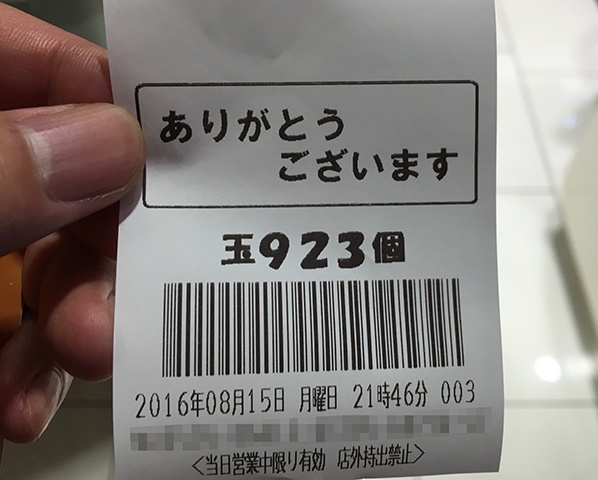 ありがとう
ございます
玉923個
2016年08月15日 月曜日 21時46分 003
＜当日営業中限り有効 店外持出禁止＞